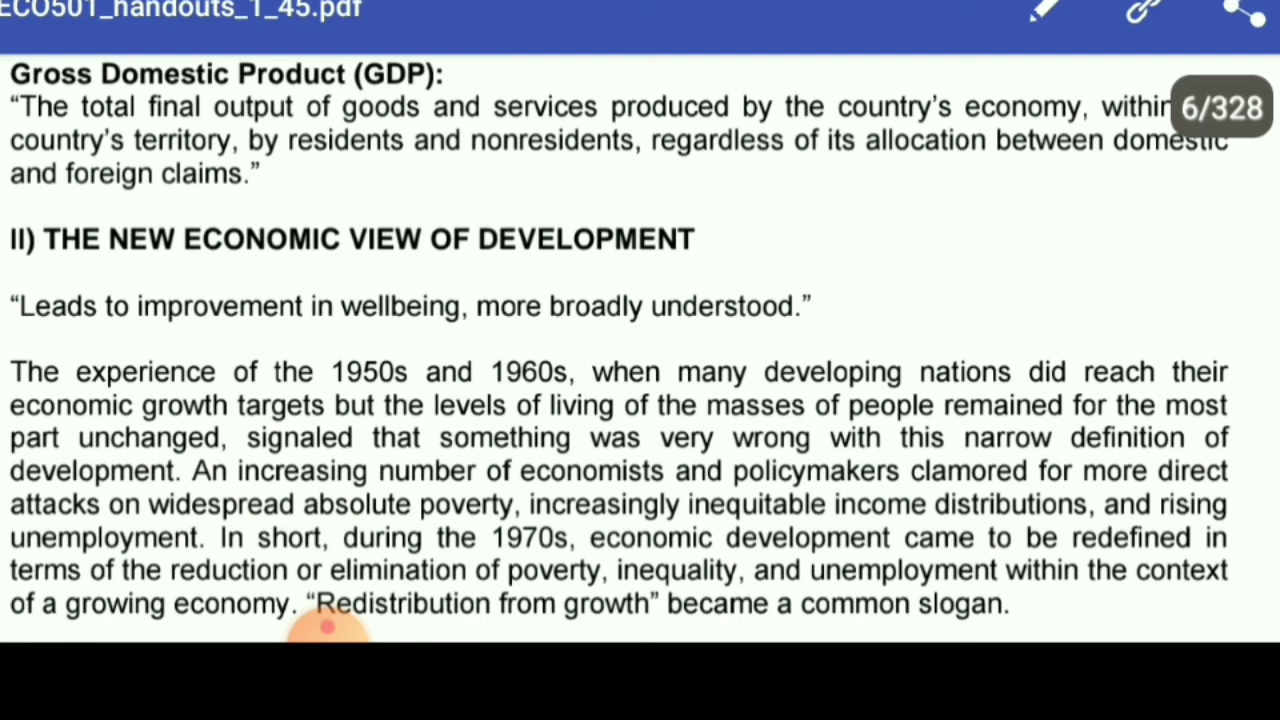 ECO501_handouts_1_45.pdf
Gross Domestic Product (GDP):
“The total final output of goods and services produced by the country’s economy, within
6/328
country’s territory, by residents and nonresidents, regardless of its allocation between domestic
and foreign claims.”
II) THE NEW ECONOMIC VIEW OF DEVELOPMENT
“Leads to improvement in wellbeing, more broadly understood.”
The experience of the 1950s and 1960s, when many developing nations did reach their
economic growth targets but the levels of living of the masses of people remained for the most
part unchanged, signaled that something was very wrong with this narrow definition of
development. An increasing number of economists and policymakers clamored for more direct
attacks on widespread absolute poverty, increasingly inequitable income distributions, and rising
unemployment. In short, during the 1970s, economic development came to be redefined in
terms of the reduction or elimination of poverty, inequality, and unemployment within the context
of a growing economy. “Redistribution from growth” became a common slogan.